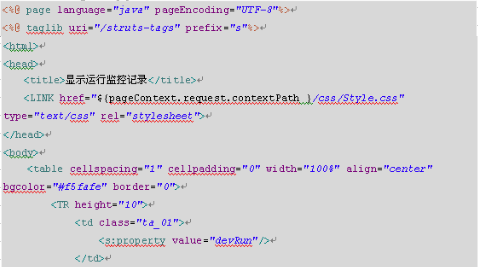 <%@ page language="java" pageEncoding="UTF-8"%>
<%@ taglib uri="/struts-tags" prefix="s"%>
<html>
<head>
<title>显示运行监控记录</title>
<LINK href="${pageContext.request.contextPath }/css/Style.css"
type="text/css" rel="stylesheet">
</head>
<body>
<table cellspacing="1" cellpadding="0" width="100%" align="center"
bgcolor="#f5fafe" border="0">
<TR height="10">
<td class="ta_01">
<s:property value="devRun"/>
</td>